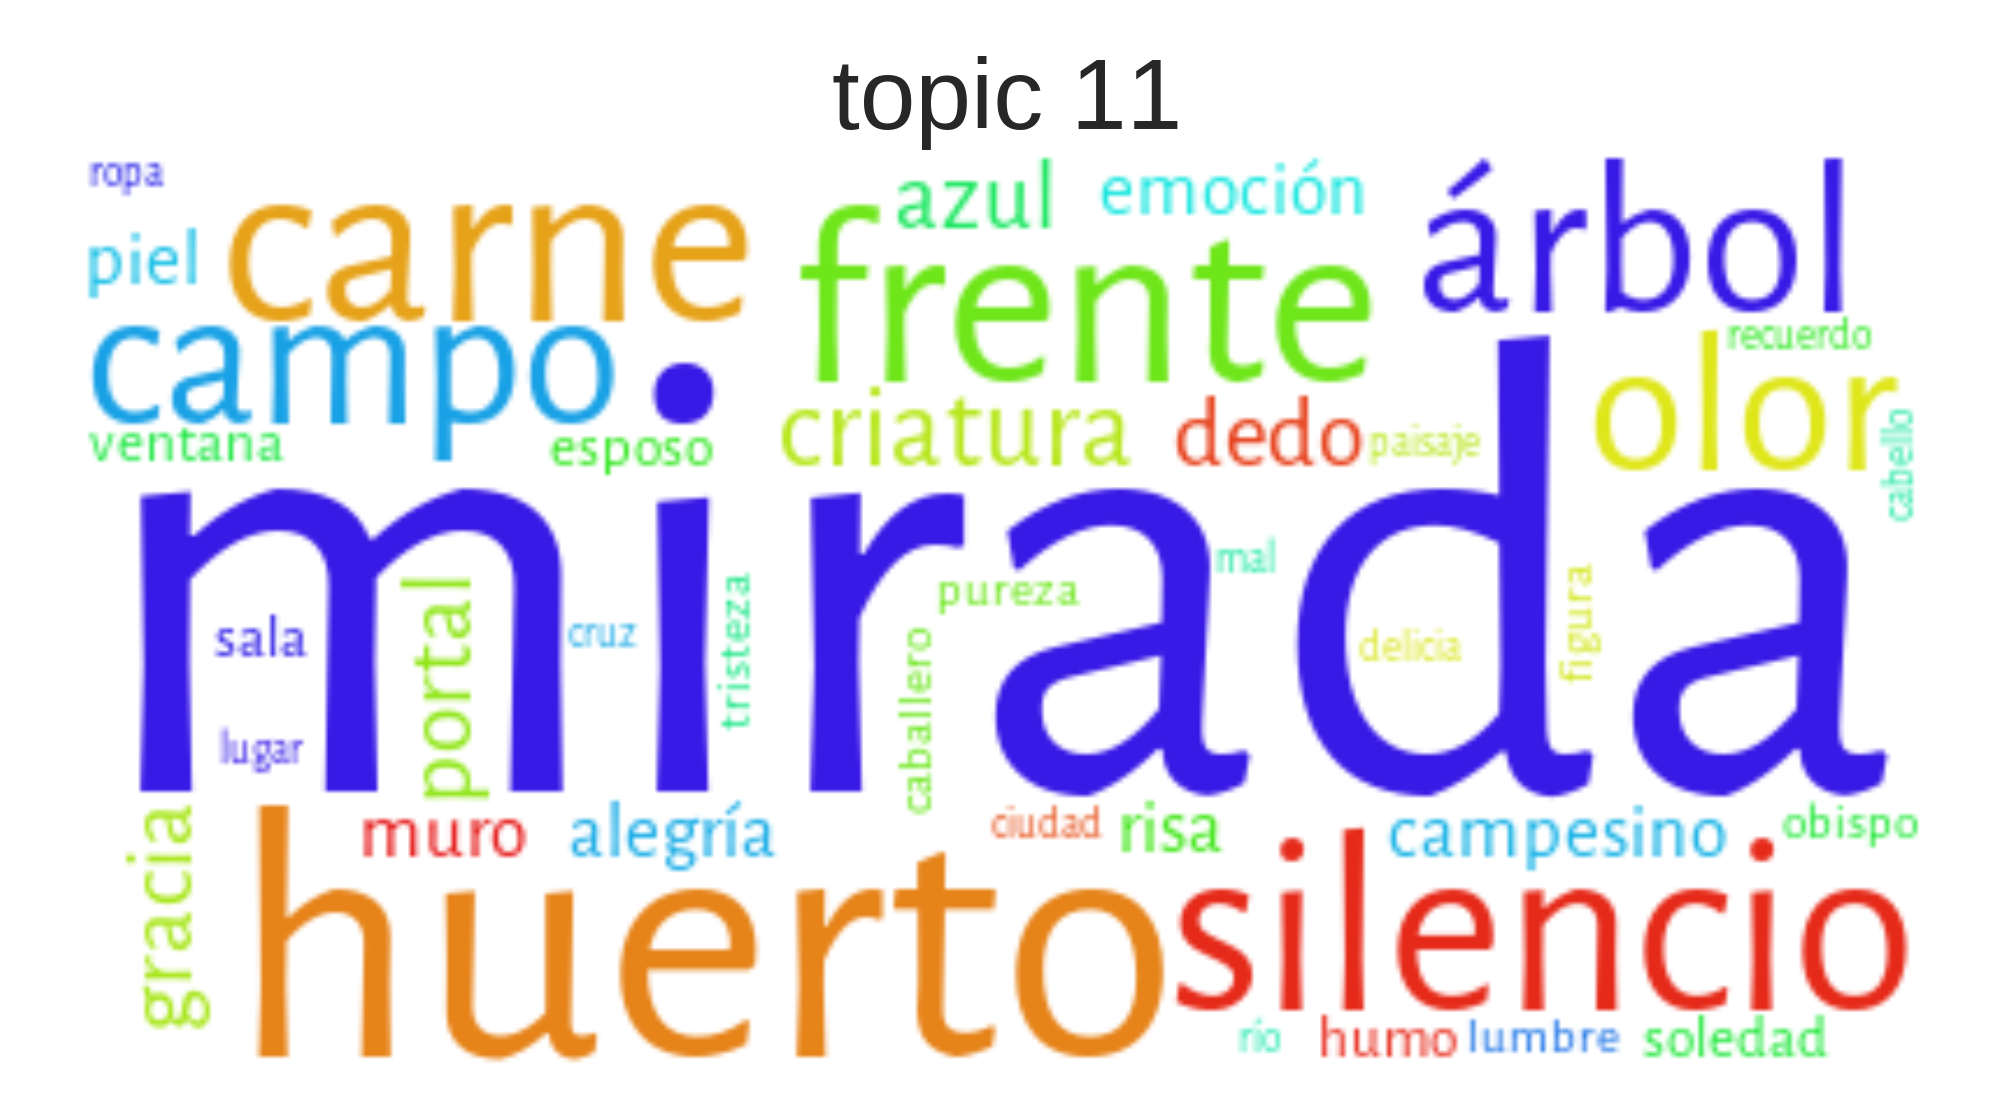 topic 11
ropa
carne
azul
emoción
árbol
piel
frente
campo
recuerdo
olor
ventana
esposo
criatura
dedo
paisaje
cabello
mirada
mal
pureza
sala
portal
cruz
tristeza
caballero
delicia
figura
lugar
gracia
muro
alegría
ciudad
risa
campesino
obispo
huerto
silencio
río
humo
lumbre
soledad